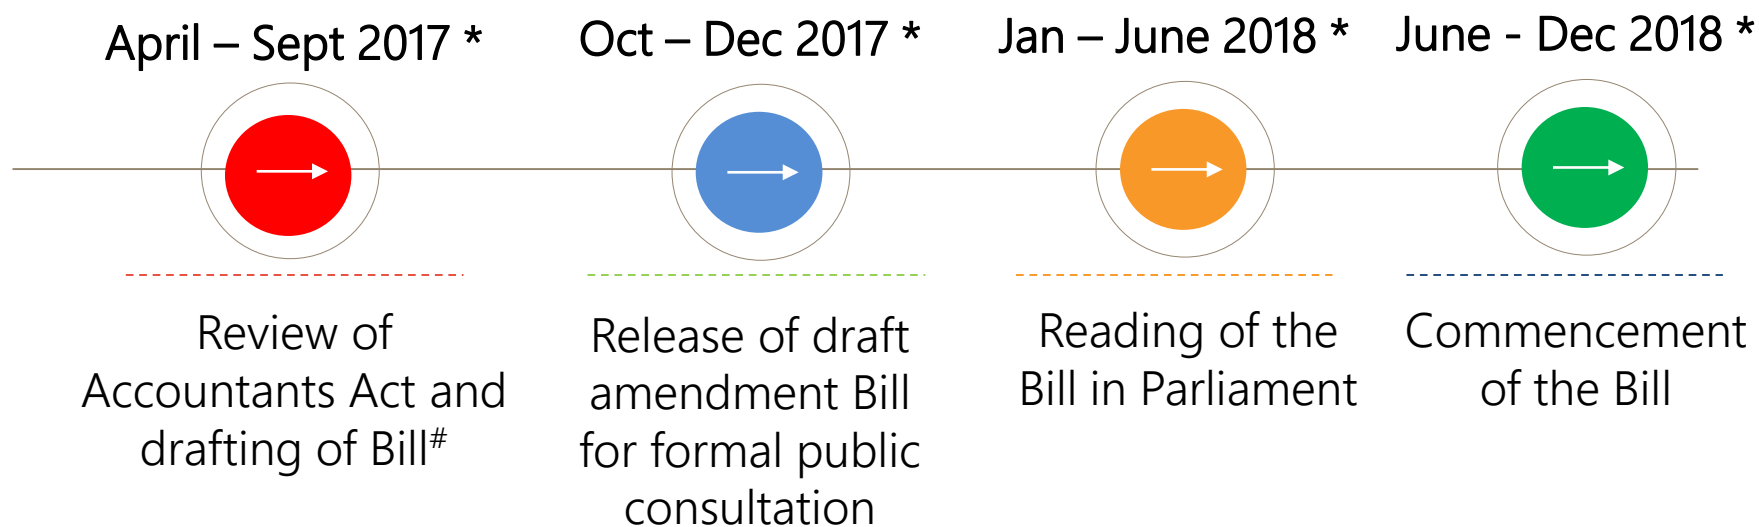 April – Sept 2017 *
Oct – Dec 2017 *
Jan – June 2018 *
June - Dec 2018 *
Review of
Accountants Act and
drafting of Bill#
Release of draft
amendment Bill
for formal public
consultation
Reading of the
Bill in Parliament
Commencement
of the Bill